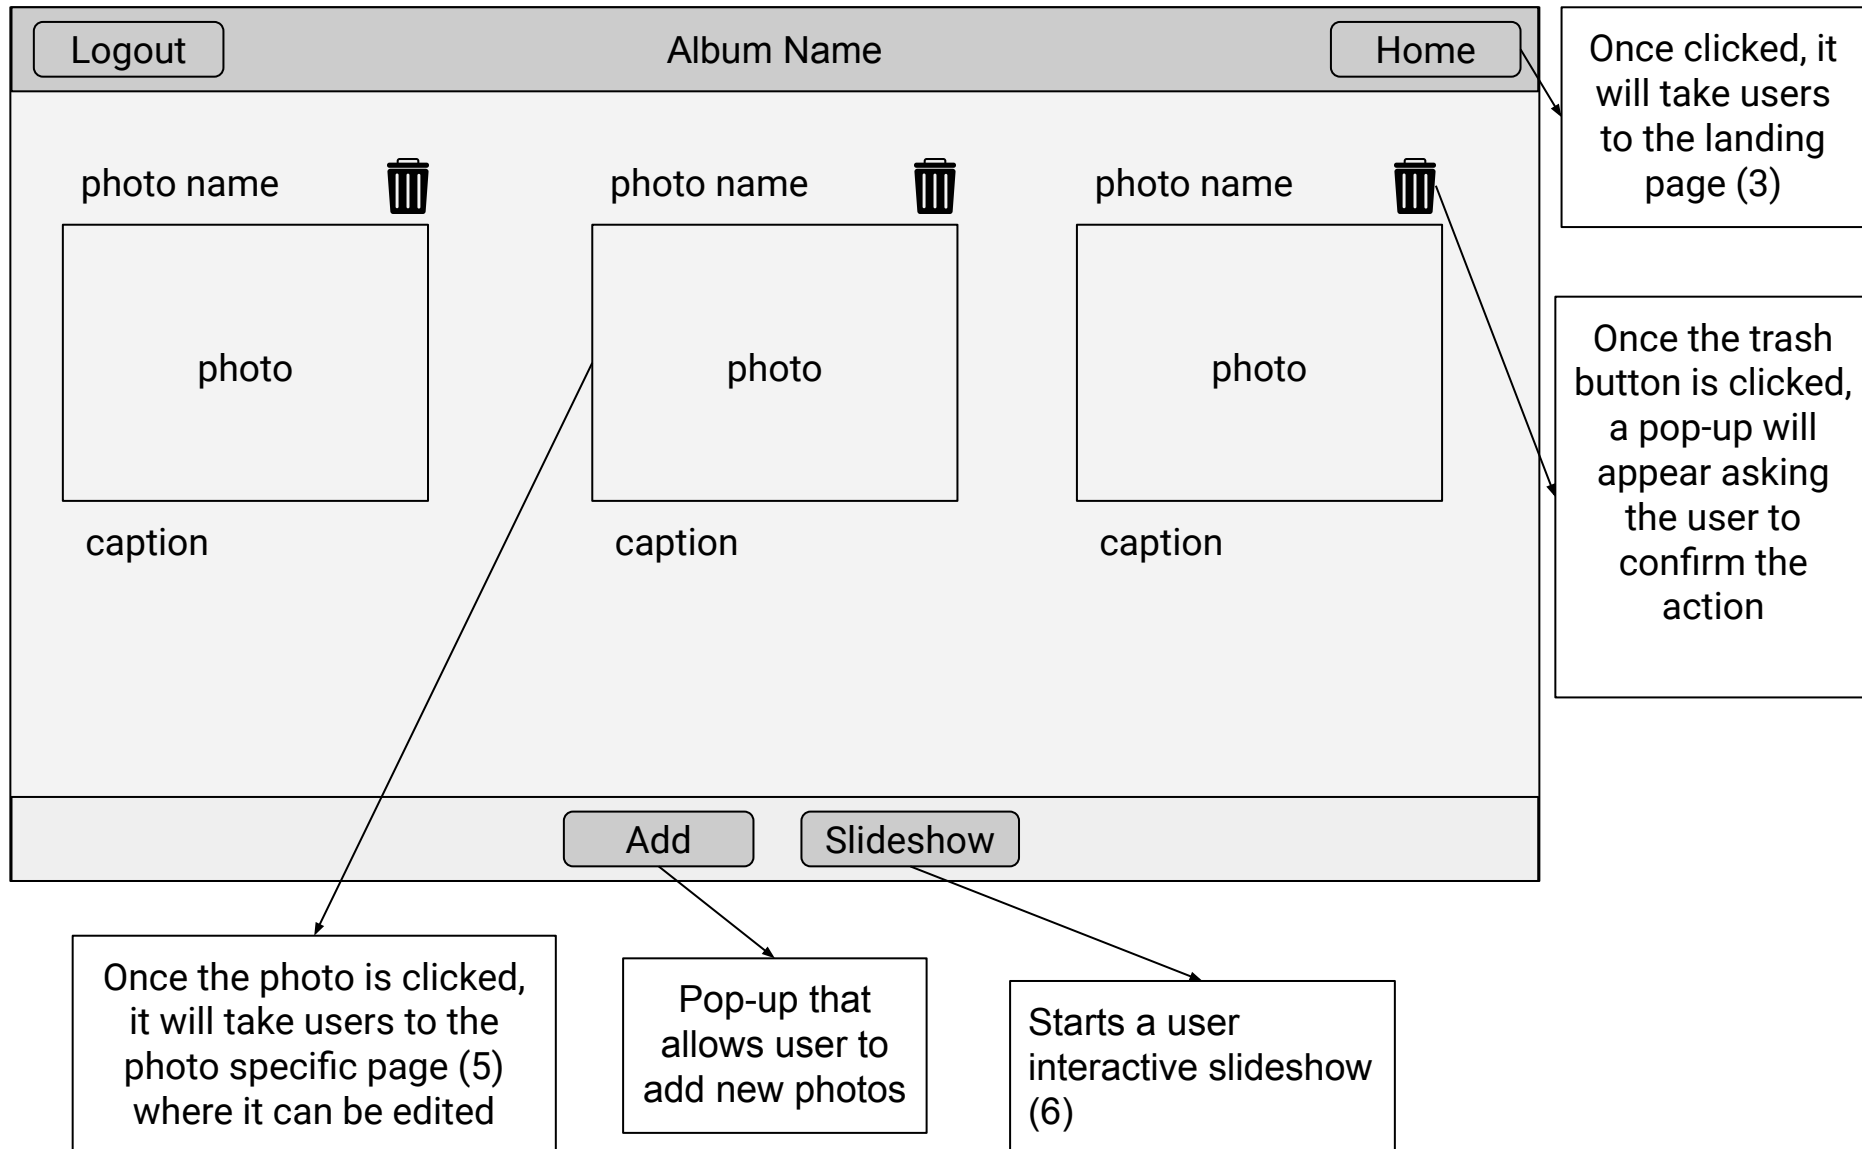 Logout
Album Name
Home
photo name
photo name
photo name
photo
photo
photo
caption
caption
caption
Add
Slideshow
Once clicked, it
will take users
to the landing
page (3)
Once the trash
button is clicked,
a pop-up will
appear asking
the user to
confirm the
action
Once the photo is clicked,
it will take users to the
photo specific page (5)
where it can be edited
Pop-up that
allows user to
add new photos
Starts a user
interactive slideshow
(6)